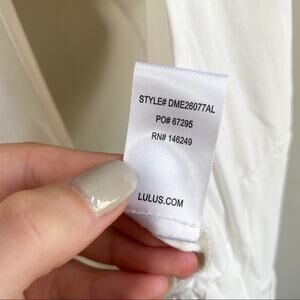 STYLE# DME26077AL
PO# 67295
RN# 146249
LULUS.COM